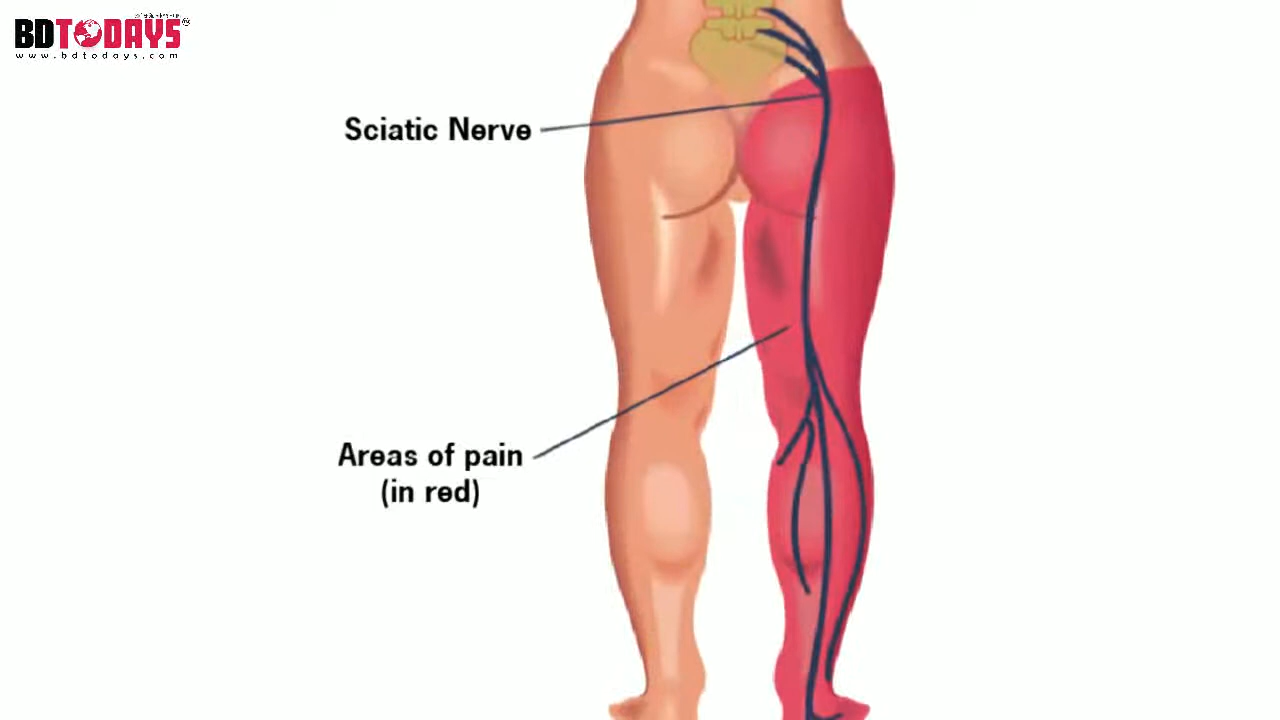 BDTODAYS
www.bdtodays.com
Sciatic Nerve
Areas of pain
(in red)